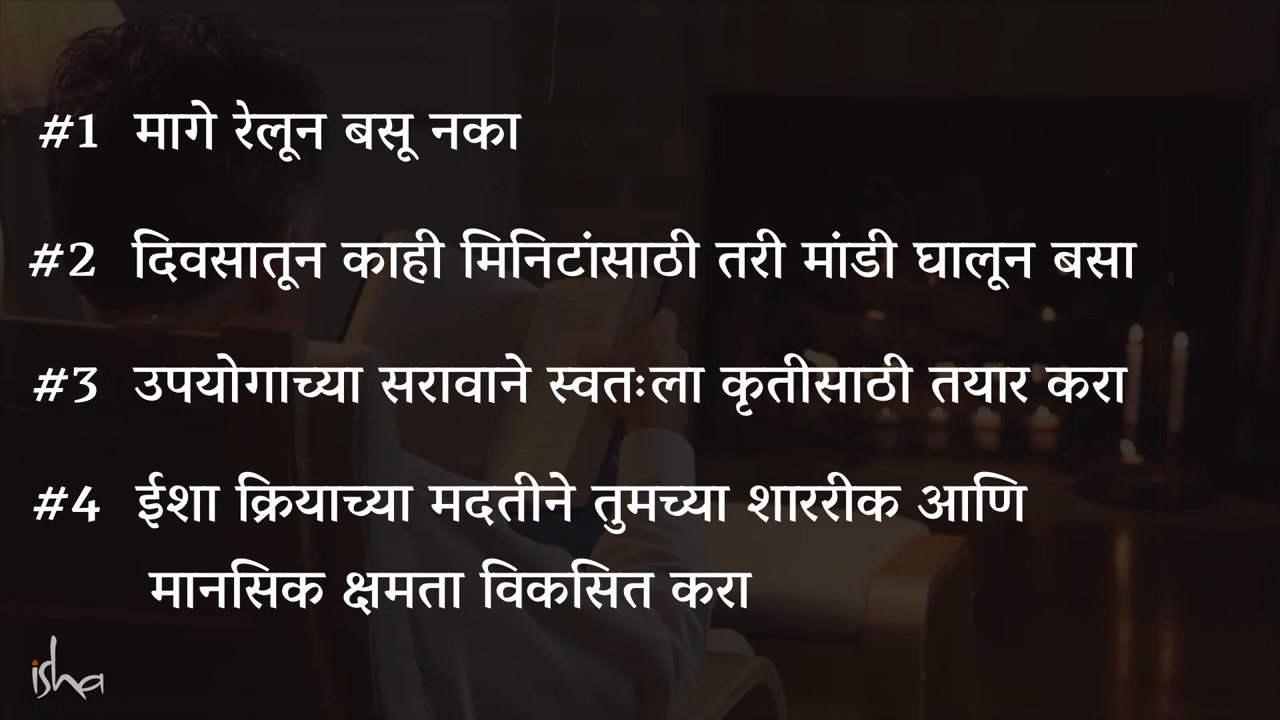 #1 मागे रेलून बसू नका
#2 दिवसातून काही मिनिटांसाठी तरी मांडी घालून बसा
#3 उपयोगाच्या सरावाने स्वतःला कृतीसाठी तयार करा
#4 ईशा क्रियाच्या मदतीने तुमच्या शाररीक आणि
मानसिक क्षमता विकसित करा
isha